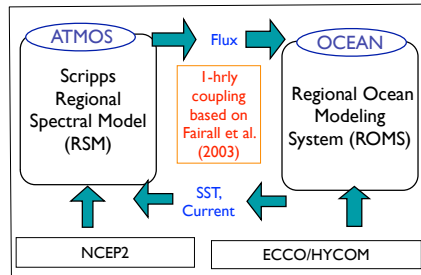 ATMOS
Scripps
Regional
Spectral Model
(RSM)
Flux
1-hrly
coupling
based on
Fairall et al.
(2003)
SST,
Current
OCEAN
Regional Ocean
Modeling
System (ROMS)
NCEP2
ECCO/HYCOM